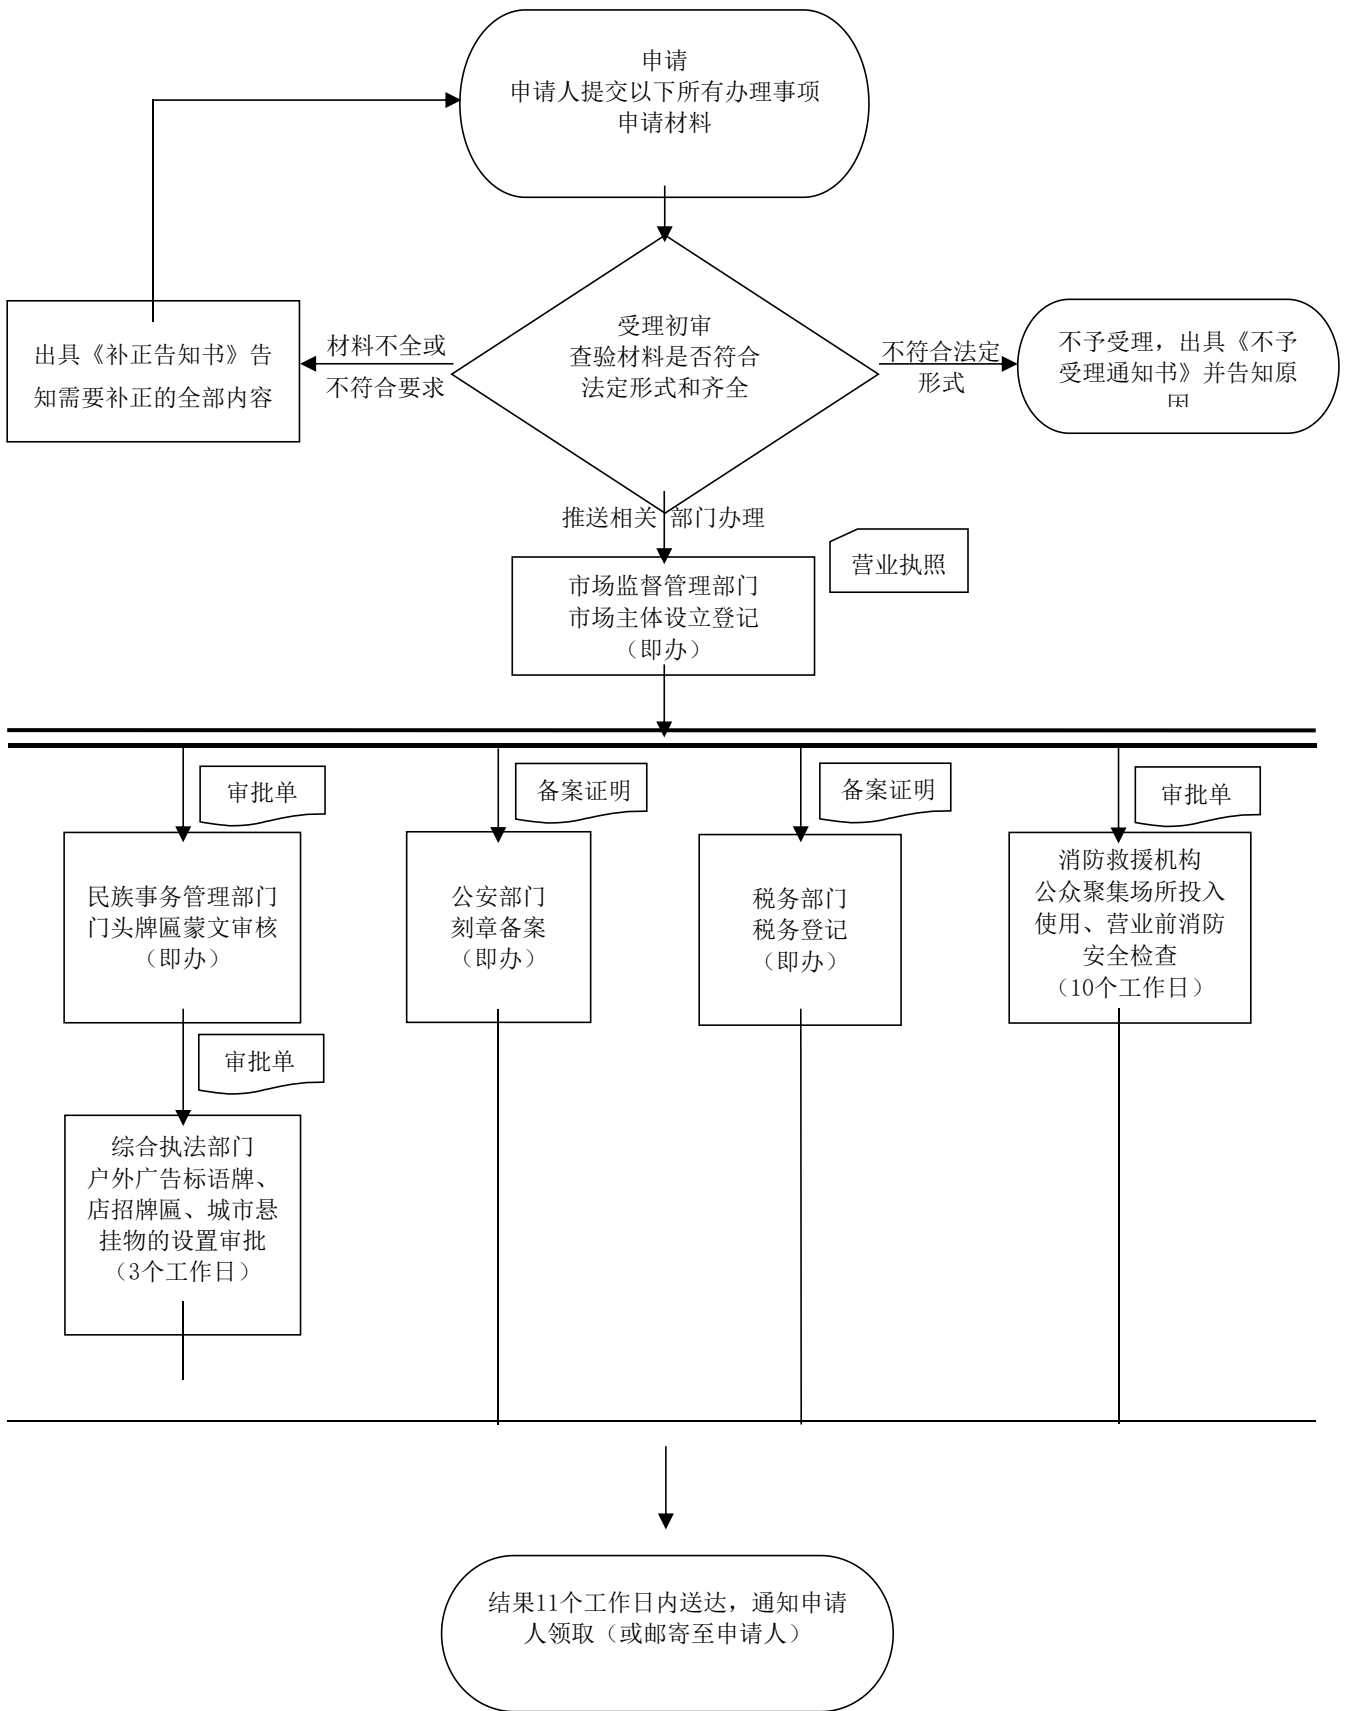 申请
申请人提交以下所有办理事项
申请材料
受理初审
查验材料是否符合
法定形式和齐全
材料不全或
不符合要求
出具《补正告知书》告
知需要补正的全部内容
不符合法定
形式
不予受理，出具《不予
受理通知书》并告知原
因
推送相关 部门办理
营业执照
市场监督管理部门
市场主体设立登记
（即办）
审批单
备案证明
备案证明
审批单
民族事务管理部门
门头牌匾蒙文审核
（即办）
公安部门
刻章备案
（即办）
税务部门
税务登记
（即办）
消防救援机构
公众聚集场所投入
使用、营业前消防
安全检查
（10个工作日）
审批单
综合执法部门
户外广告标语牌、
店招牌匾、城市悬
挂物的设置审批
（3个工作日）
结果11个工作日内送达，通知申请
人领取（或邮寄至申请人）